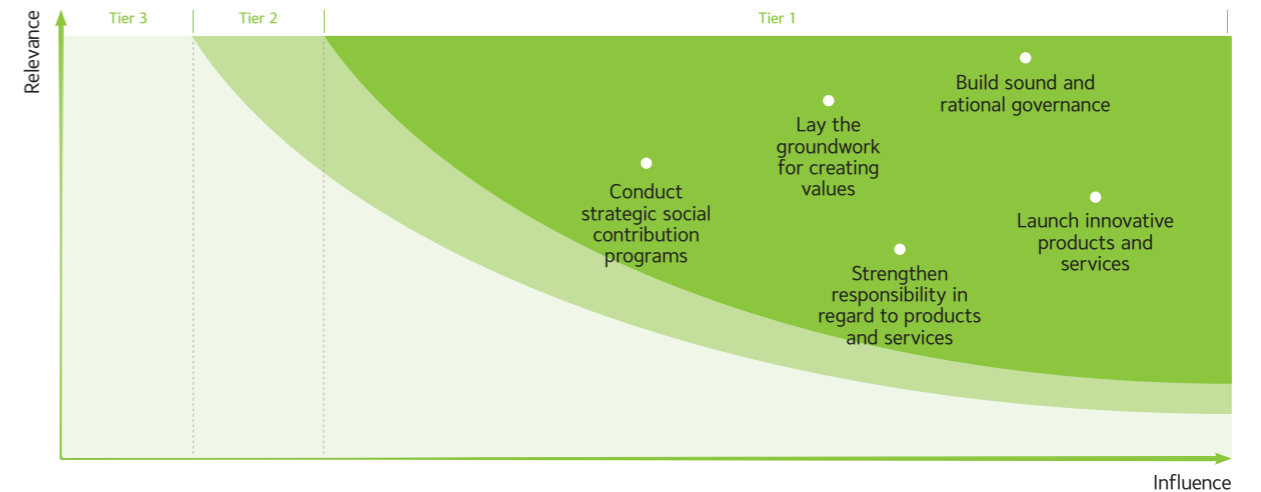 Relevance
Tier 3
Tier 2
Tier 1
Build sound and
rational governance
Lay the
groundwork
for creating
values
Conduct
strategic social
contribution
programs
Launch innovative
products and
services
Strengthen
responsibility in
regard to products
and services
Influence